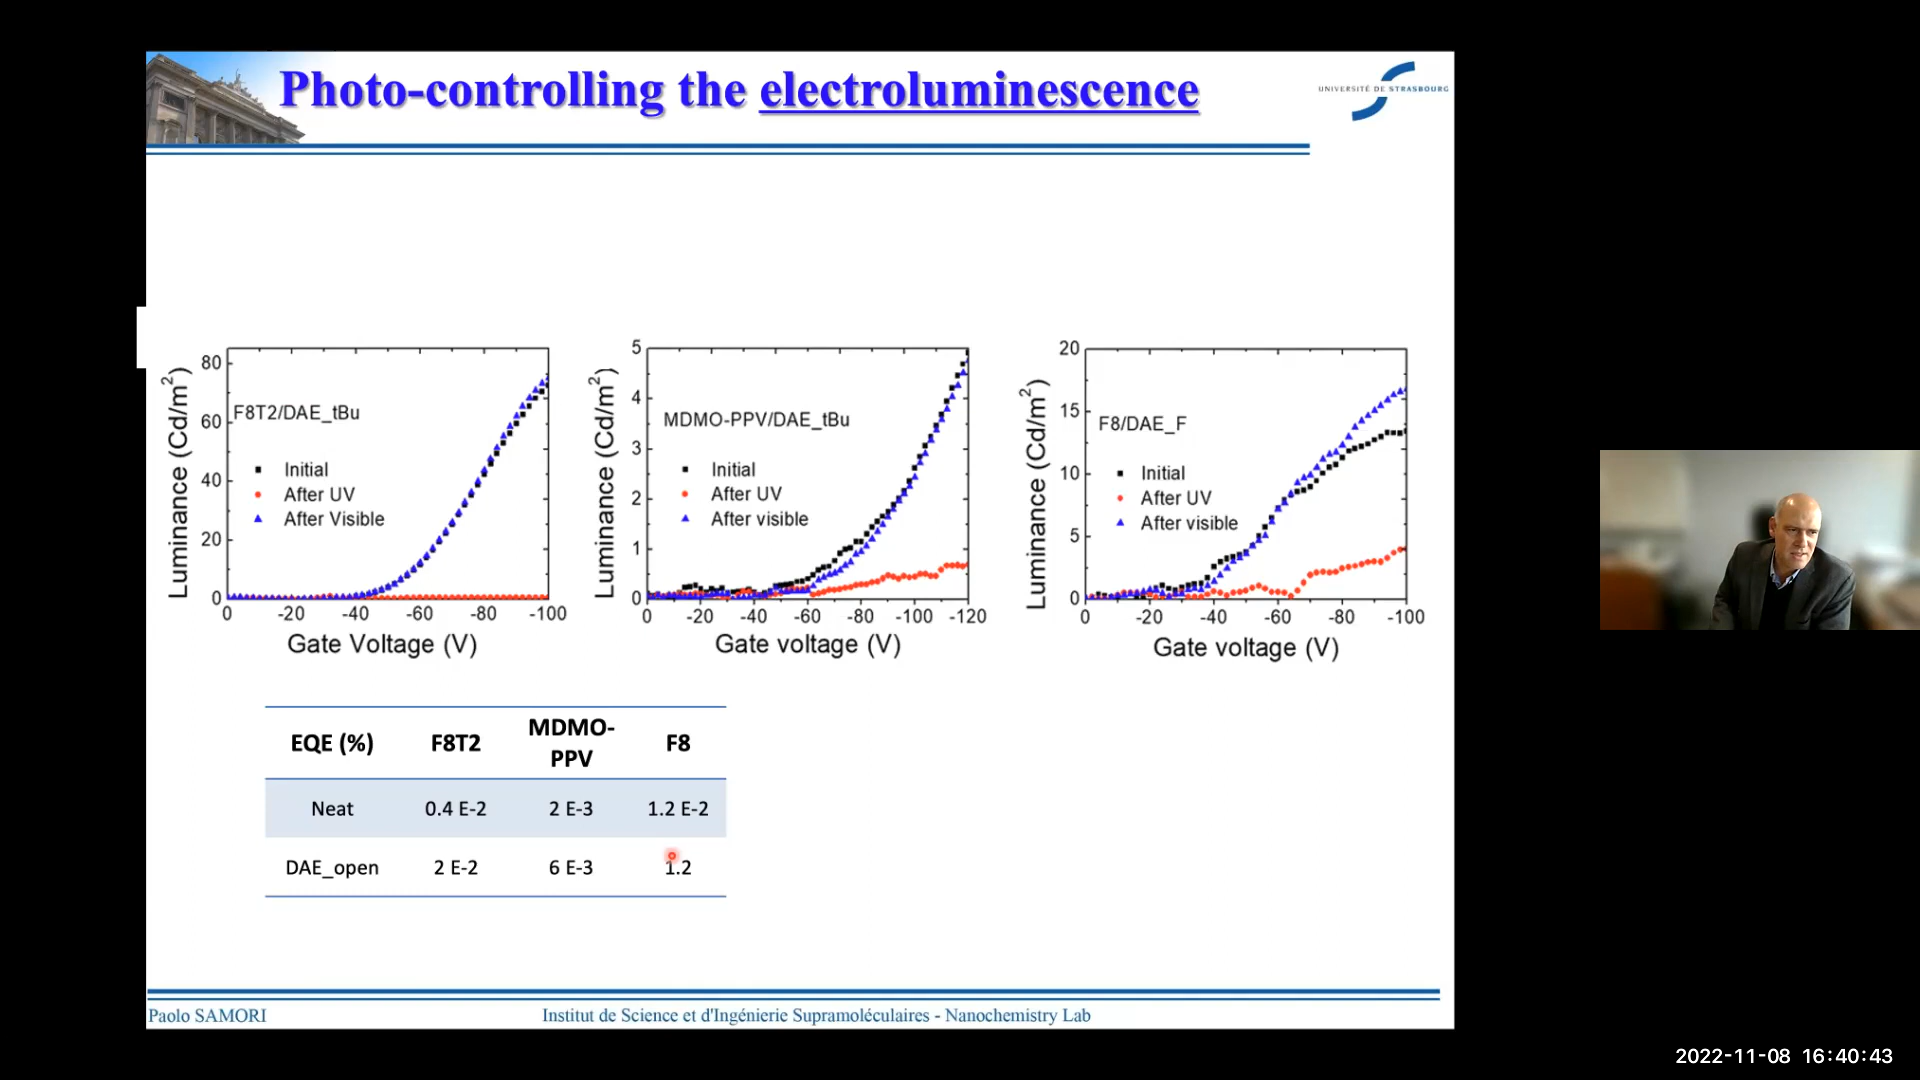 Photo-controlling the electroluminescence
UNIVERSITÉ DE STRASBOURG
Luminance (Cd/m²)
80
60
40
20
0
F8T2/DAE_tBu
Initial
After UV
After Visible
0 -20 -40 -60 -80 -100
Gate Voltage (V)
Luminance (Cd/m²)
5
4
3
2
1
0
MDMO-PPV/DAE_tBu
Initial
After UV
After visible
0 -20 -40 -60 -80 -100 -120
Gate voltage (V)
Luminance (Cd/m²)
20
15
10
5
0
F8/DAE_F
Initial
After UV
After visible
0 -20 -40 -60 -80 -100
Gate voltage (V)
EQE (%) F8T2 MDMO-PPV F8
Neat 0.4 E-2 2 E-3 1.2 E-2
DAE_open 2 E-2 6 E-3 1.2
Paolo SAMORI
Institut de Science et d'Ingénierie Supramoléculaires - Nanochemistry Lab
2022-11-08 16:40:43